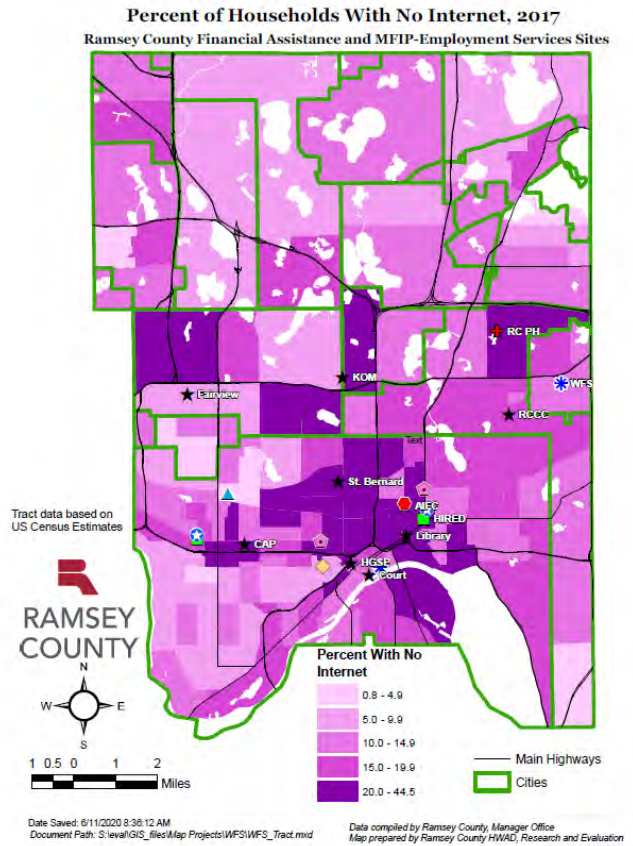 Percent of Households With No Internet, 2017
Ramsey County Financial Assistance and MFIP-Employment Services Sites
RC PH
KOM
WFS
Fairview
RCCC
Text
St. Bernard
AIFC
HIRED
Tract data based on
US Census Estimates
Library
CAP
HGSP
Court
RAMSEY
COUNTY
N
W
E
S
Percent With No
Internet
0.8 - 4.9
5.0 - 9.9
10.0 - 14.9
15.0 - 19.9
20.0 - 44.5
Main Highways
Cities
1 0.5 0 1 2
Miles
Date Saved: 6/11/2020 8:36:12 AM
Document Path: S:\eval\GIS_files\Map Projects\WFS\WFS_Tract.mxd
Data compiled by Ramsey County, Manager Office
Map prepared by Ramsey County HWAD, Research and Evaluation